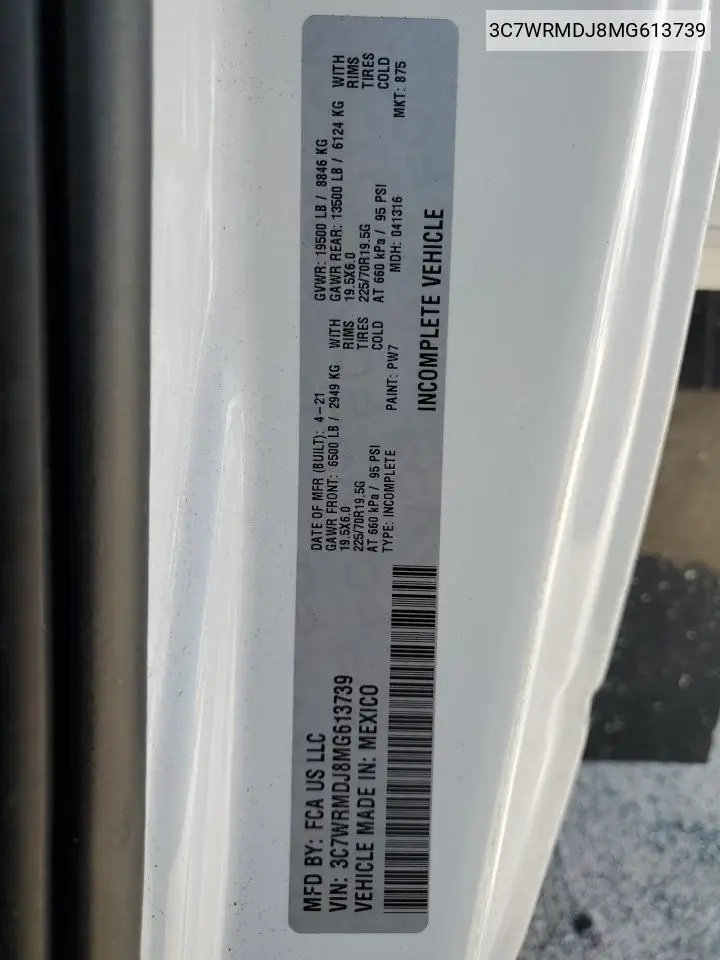 3C7WRMDJ8MG613739
MFD BY: FCA US LLC
VIN: 3C7WRMDJ8MG613739
VEHICLE MADE IN: MEXICO
DATE OF MFR (BUILT): 4-21
GAWR FRONT: 6500 LB / 2949 KG WITH
19.5X6.0 RIMS
225/70R19.5G TIRES
AT 660 kPa / 95 PSI COLD
TYPE: INCOMPLETE PAINT: PW7
GVWR: 19500 LB / 8846 KG
GAWR REAR: 13500 LB / 6124 KG WITH
19.5X6.0 RIMS
225/70R19.5G TIRES
AT 660 kPa / 95 PSI COLD
MDH: 041316 MKT: 875
INCOMPLETE VEHICLE